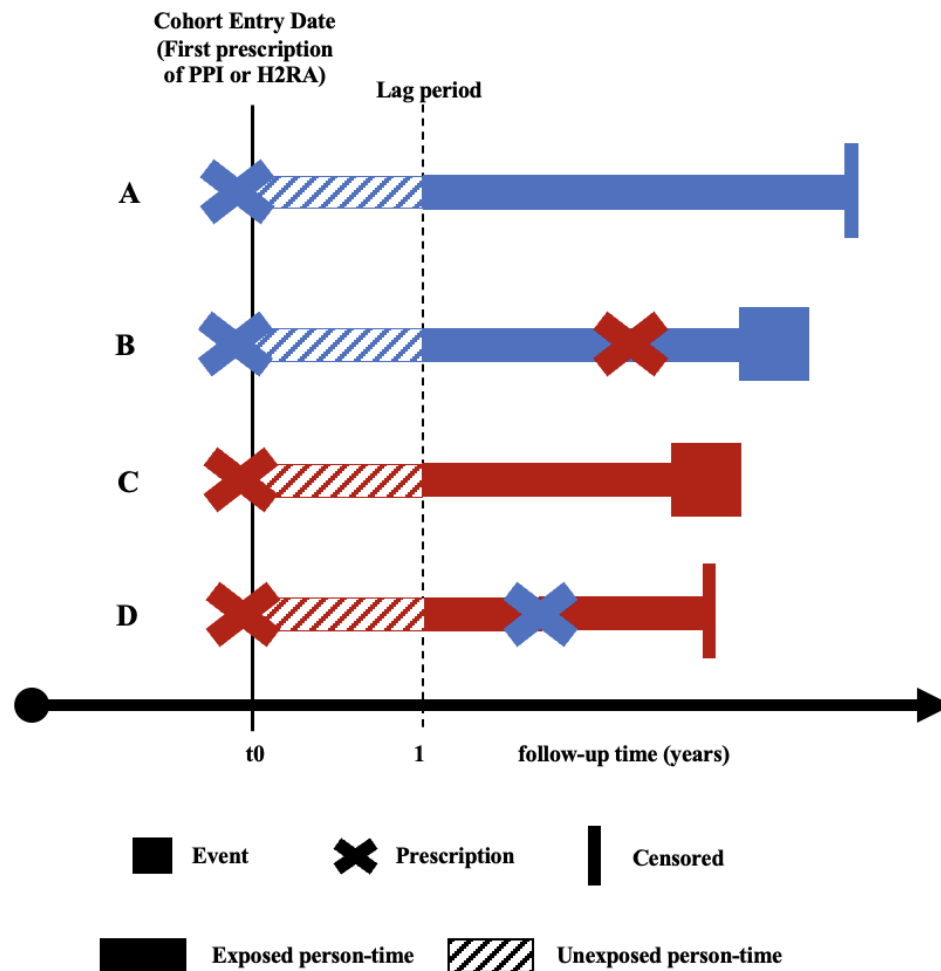 Cohort Entry Date
(First prescription
of PPI or H2RA)
Lag period
A
B
C
D
t0
1
follow-up time (years)
Event
Prescription
Censored
Exposed person-time
Unexposed person-time